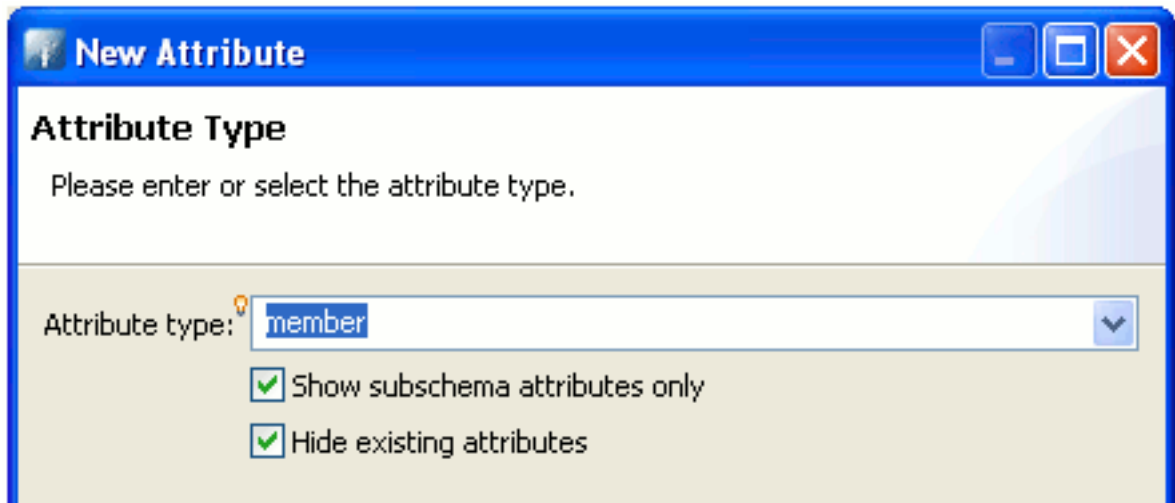 New Attribute
Attribute Type
Please enter or select the attribute type.
Attribute type: member
Show subschema attributes only
Hide existing attributes